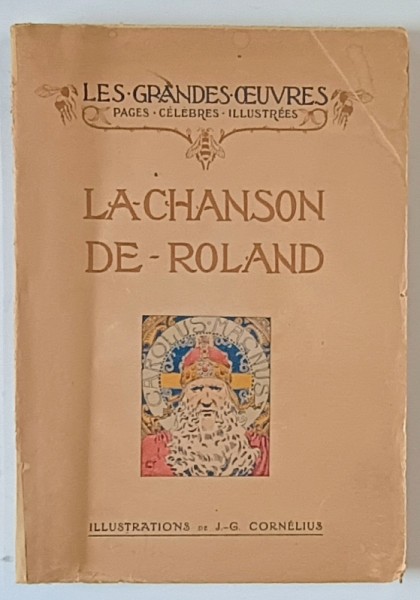 LES·GRANDES·ŒUVRES
PAGES·CÉLÈBRES·ILLUSTRÉES
LA·CHANSON
DE-ROLAND
CAROLUS·MAGNUS
ILLUSTRATIONS DE J.-G. CORNÉLIUS